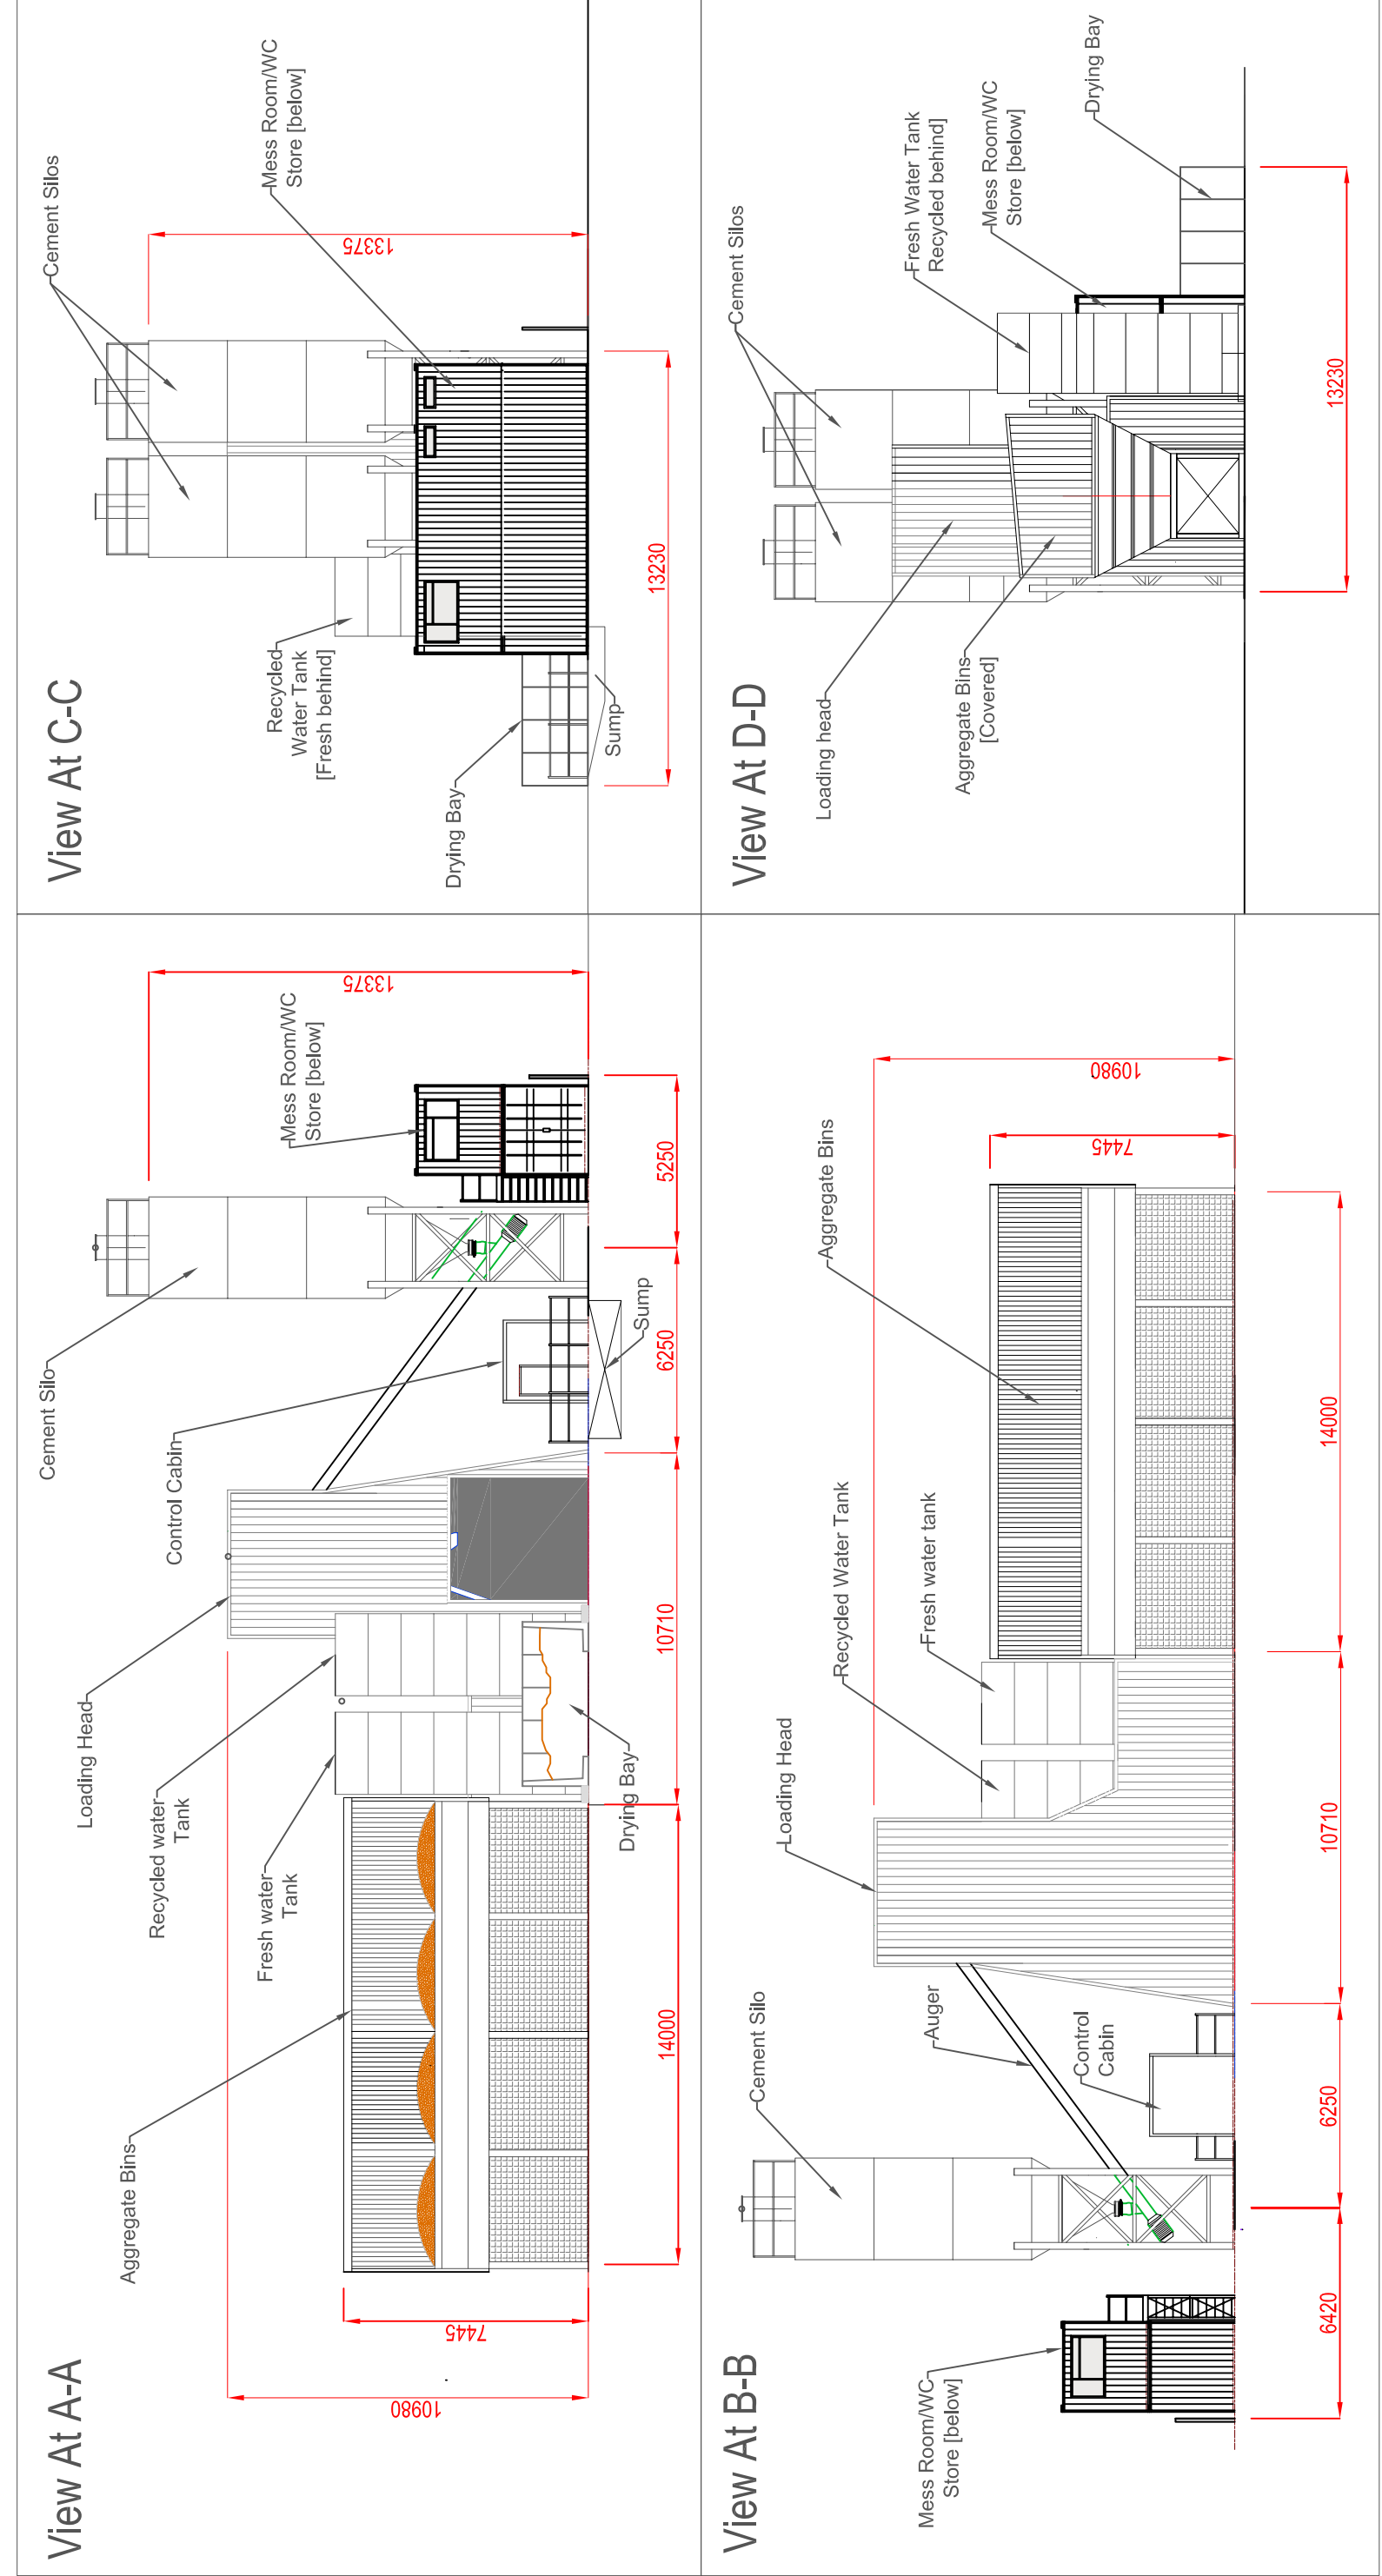 View At A-A
Aggregate Bins
Fresh water
Tank
Recycled water
Tank
Loading Head
Control Cabin
Cement Silo
Mess Room/WC
Store [below]
Drying Bay
Sump
10980
7445
13375
14000
10710
6250
5250
View At C-C
Cement Silos
Mess Room/WC
Store [below]
Recycled
Water Tank
[Fresh behind]
Drying Bay
Sump
13375
13230
View At B-B
Mess Room/WC
Store [below]
Cement Silo
Auger
Control
Cabin
Loading Head
Recycled Water Tank
Fresh water tank
Aggregate Bins
10980
7445
6420
6250
10710
14000
View At D-D
Loading head
Aggregate Bins
[Covered]
Cement Silos
Fresh Water Tank
Recycled behind]
Mess Room/WC
Store [below]
Drying Bay
13230